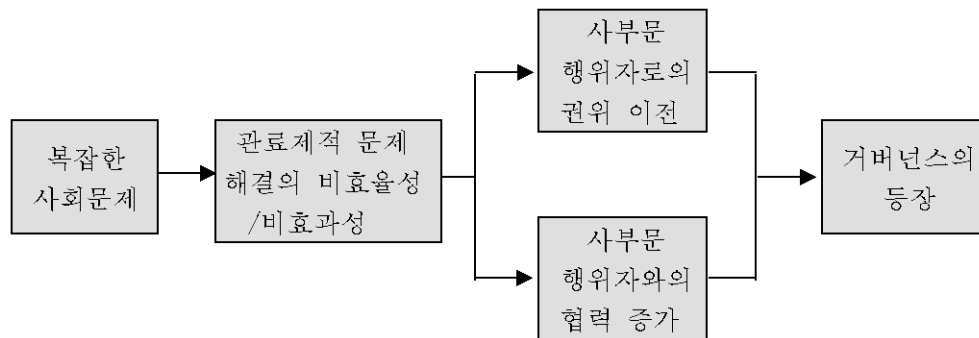 복잡한
사회문제
관료제적 문제
해결의 비효율성
/비효과성
사부문
행위자로의
권위 이전
사부문
행위자와의
협력 증가
거버넌스의
등장